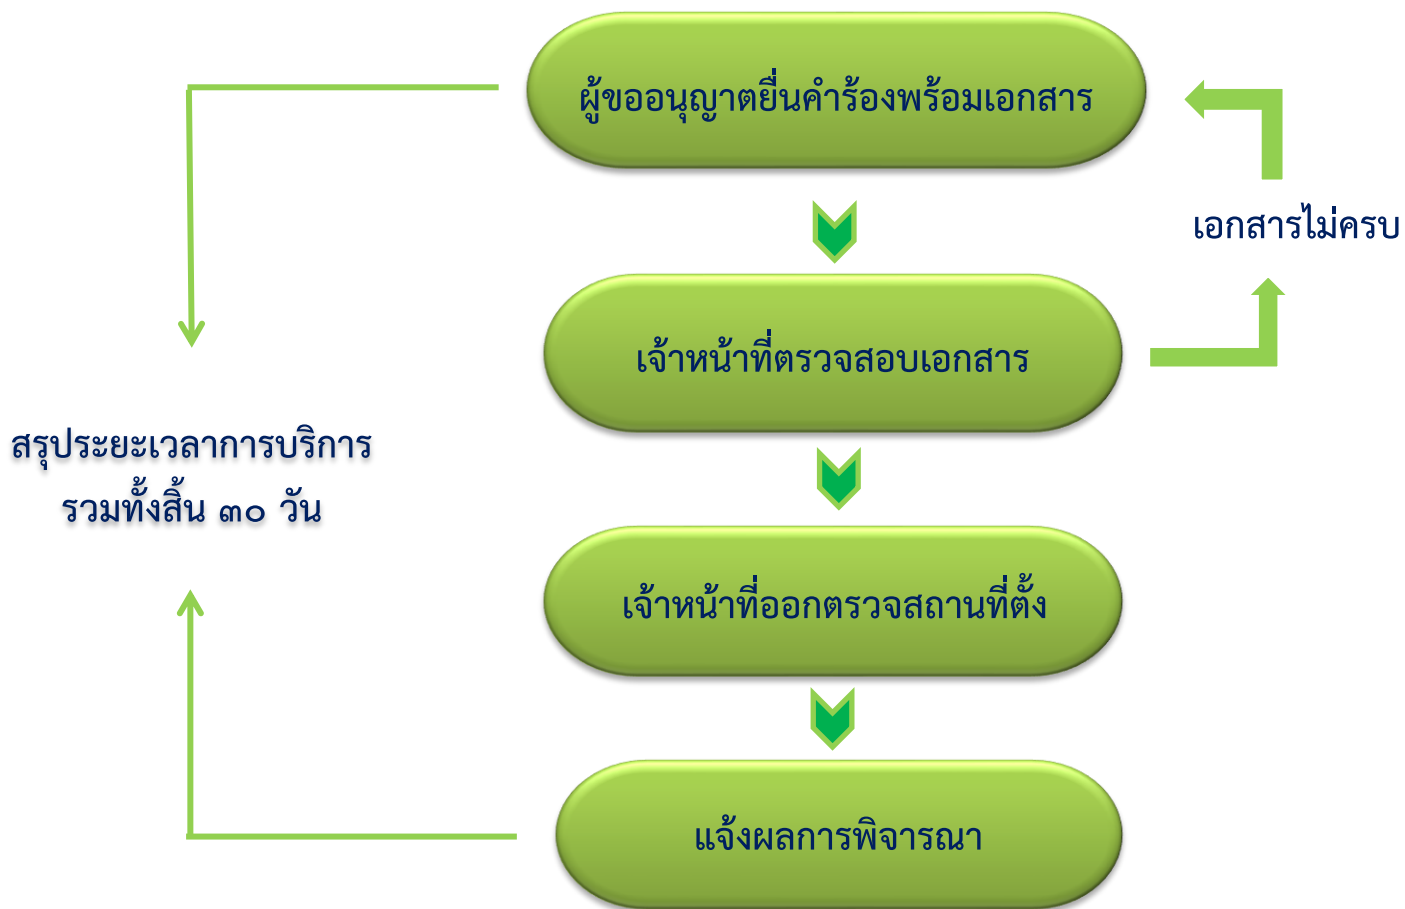 ผู้ขออนุญาตยื่นคำร้องพร้อมเอกสาร
เอกสารไม่ครบ
เจ้าหน้าที่ตรวจสอบเอกสาร
สรุประยะเวลาการบริการ
รวมทั้งสิ้น ๓๐ วัน
เจ้าหน้าที่ออกตรวจสถานที่ตั้ง
แจ้งผลการพิจารณา